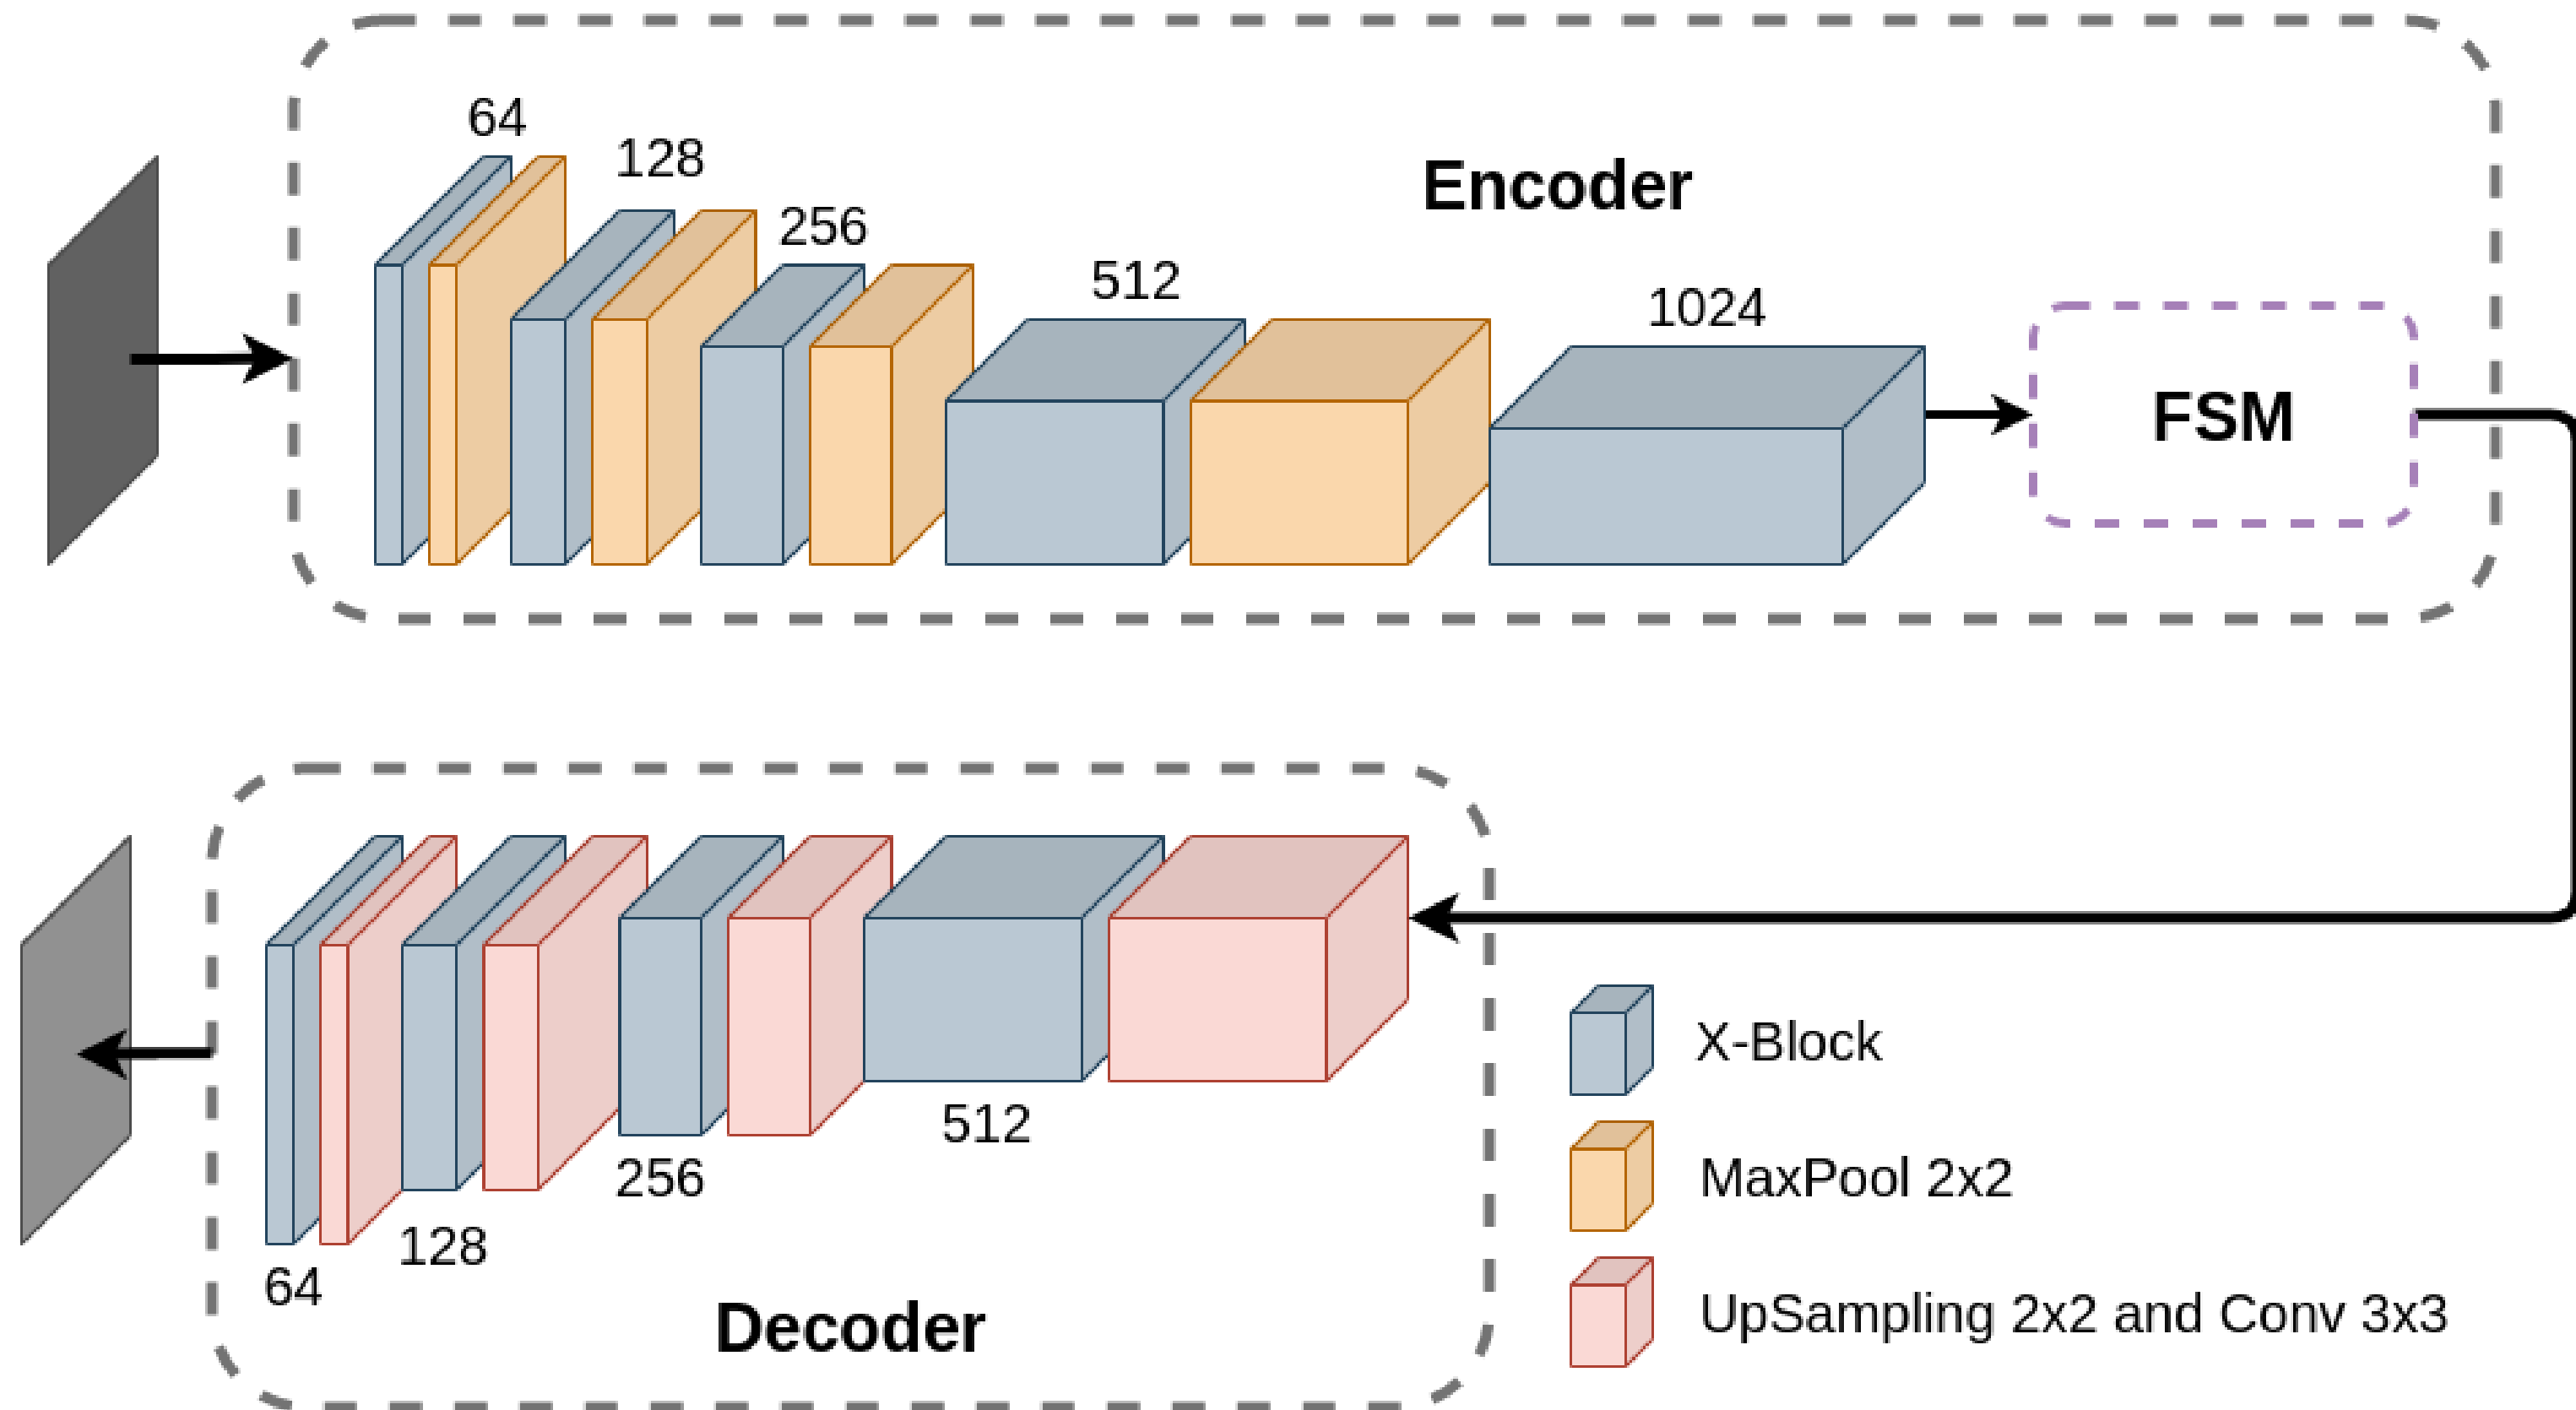 64
128
256
512
1024
Encoder
FSM
512
256
128
64
Decoder
X-Block
MaxPool 2x2
UpSampling 2x2 and Conv 3x3